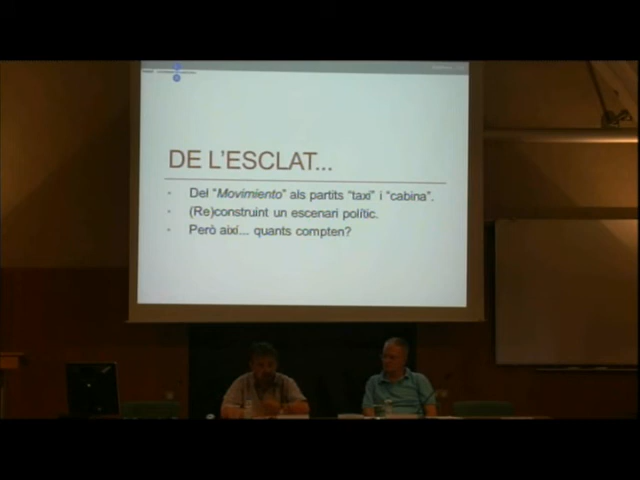 DE L'ESCLAT...
Del "Movimiento" als partits "taxi" i "cabina".
(Re)construint un escenari polític.
Però així... quants compten?